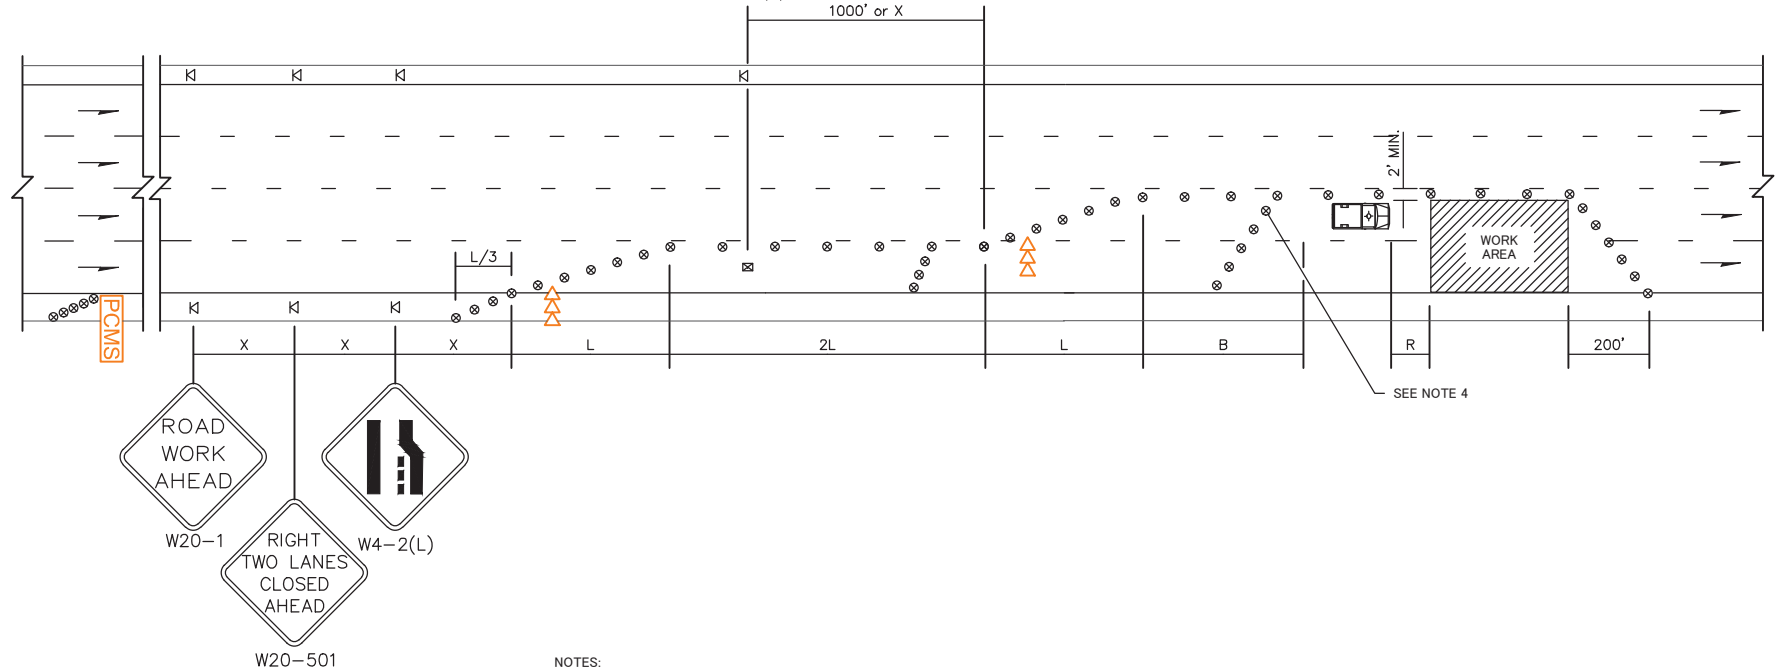 1000' or X
2' MIN.
L/3
WORK
AREA
PCMS
X
X
X
L
2L
L
B
R
200'
SEE NOTE 4
ROAD
WORK
AHEAD
W20-1
RIGHT
TWO LANES
CLOSED
AHEAD
W20-501
W4-2(L)
NOTES: